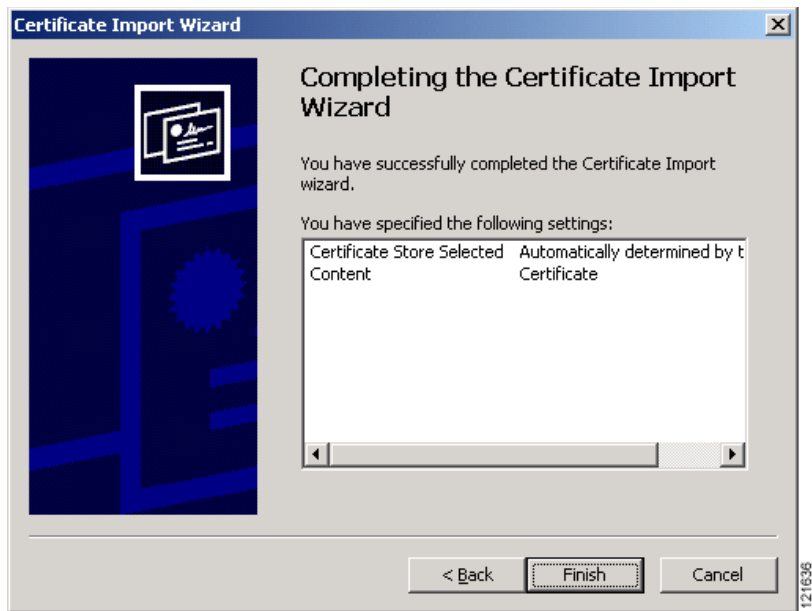 Certificate Import Wizard
Completing the Certificate Import
Wizard
You have successfully completed the Certificate Import
wizard.
You have specified the following settings:
Certificate Store Selected Automatically determined by t
Content Certificate
< Back Finish Cancel
121636